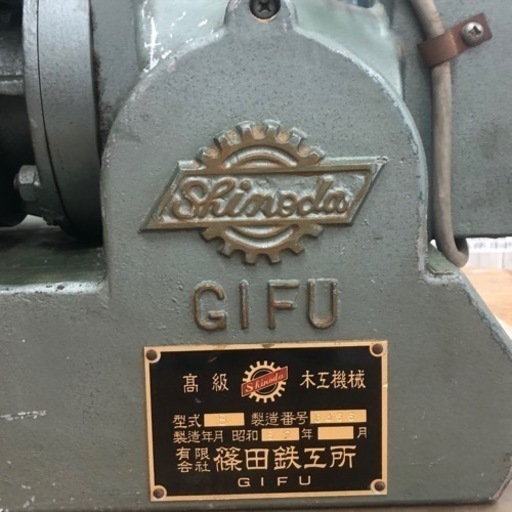 Shinoda
GIFU
高級 Shinoda 木工機械
型式 製造番号
製造年月 昭和 年 月
有限会社 篠田鉄工所
GIFU